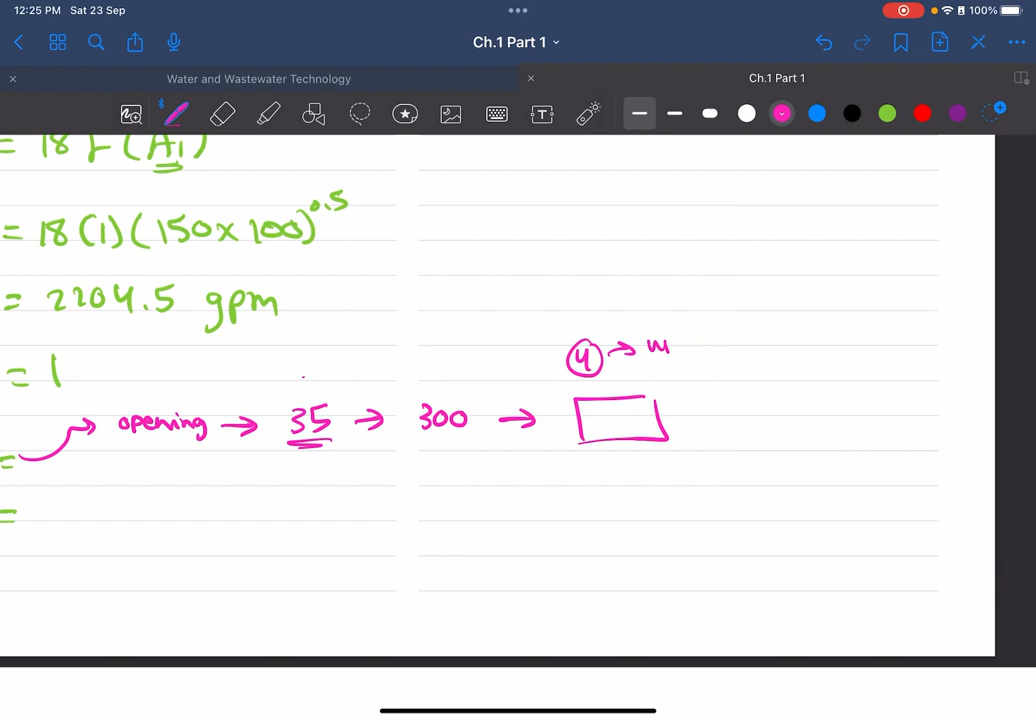 12:25 PM Sat 23 Sep
100%
Ch.1 Part 1
Water and Wastewater Technology
Ch.1 Part 1
= 18 F (Ai)
= 18 (1) (150 x 100)^0.5
= 2204.5 gpm
= 1
④ → m
opening → 35 → 300 →
=
=